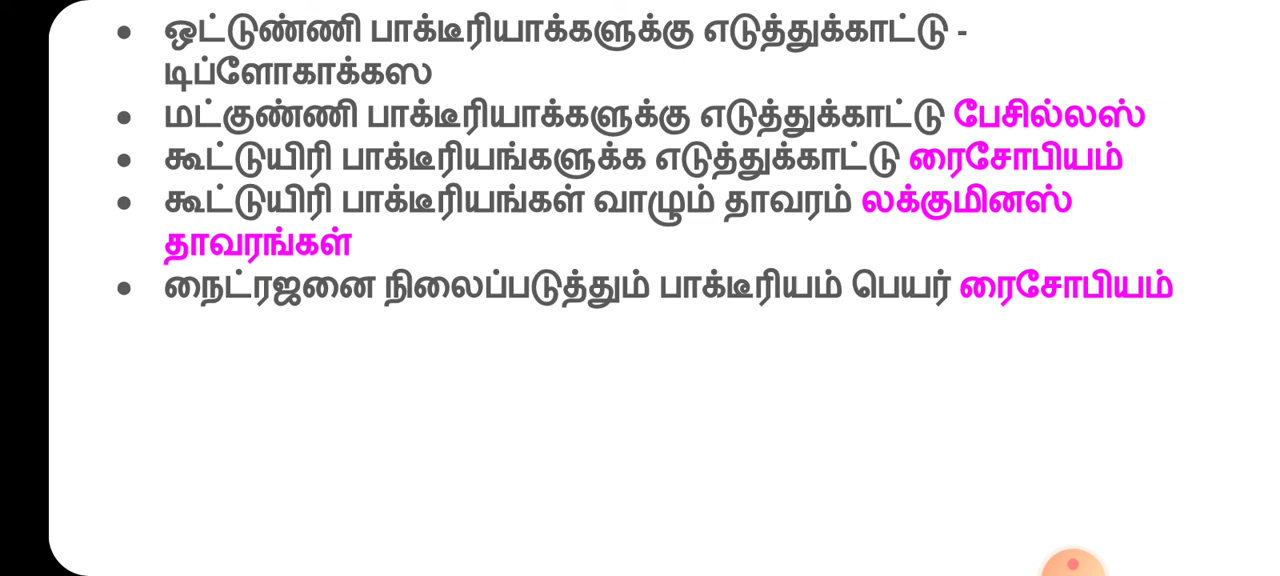 ● ஒட்டுண்ணி பாக்டீரியாக்களுக்கு எடுத்துக்காட்டு -
டிப்ளோகாக்கஸ
● மட்குண்ணி பாக்டீரியாக்களுக்கு எடுத்துக்காட்டு பேசில்லஸ்
● கூட்டுயிரி பாக்டீரியங்களுக்க எடுத்துக்காட்டு ரைசோபியம்
● கூட்டுயிரி பாக்டீரியங்கள் வாழும் தாவரம் லக்குமினஸ்
தாவரங்கள்
● நைட்ரஜனை நிலைப்படுத்தும் பாக்டீரியம் பெயர் ரைசோபியம்